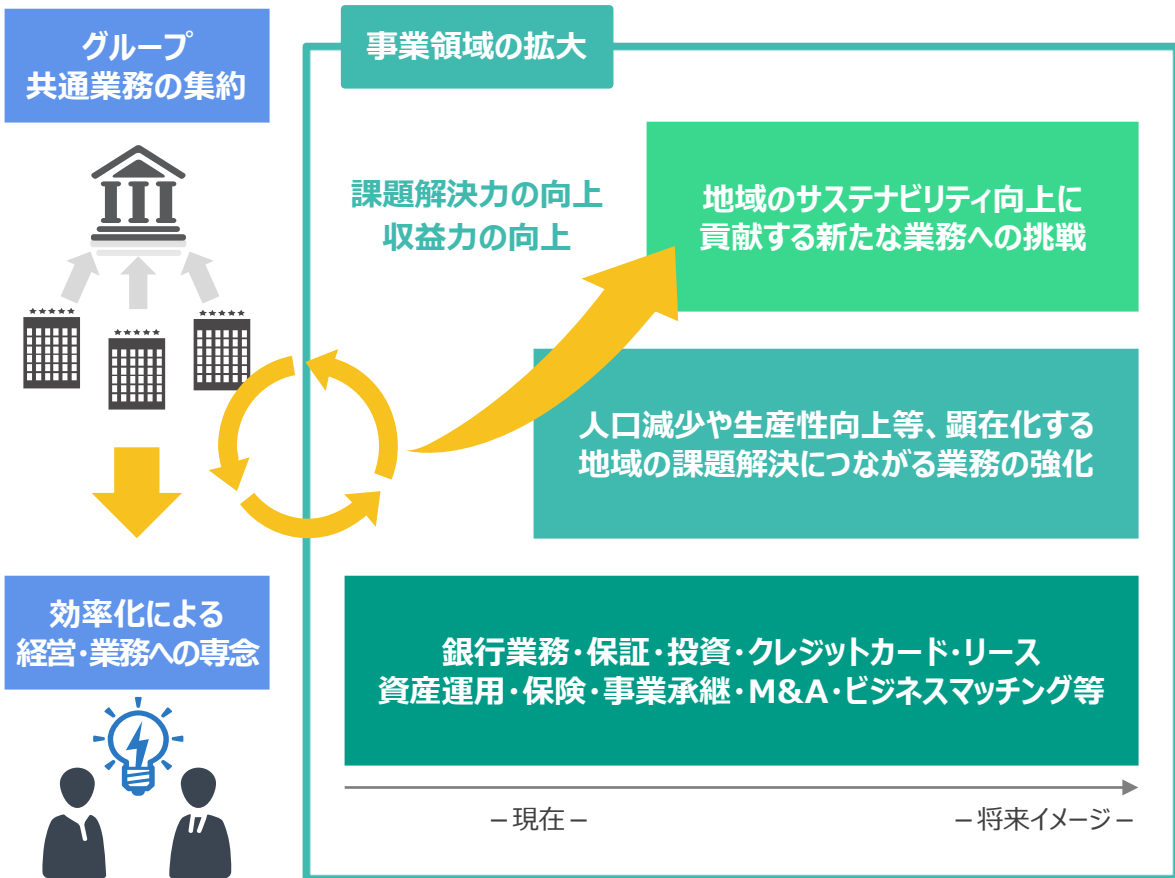 グループ
共通業務の集約
効率化による
経営・業務への専念
事業領域の拡大
課題解決力の向上
収益力の向上
地域のサステナビリティ向上に
貢献する新たな業務への挑戦
人口減少や生産性向上等、顕在化する
地域の課題解決につながる業務の強化
銀行業務・保証・投資・クレジットカード・リース
資産運用・保険・事業承継・M&A・ビジネスマッチング等
－現在－
－将来イメージ－